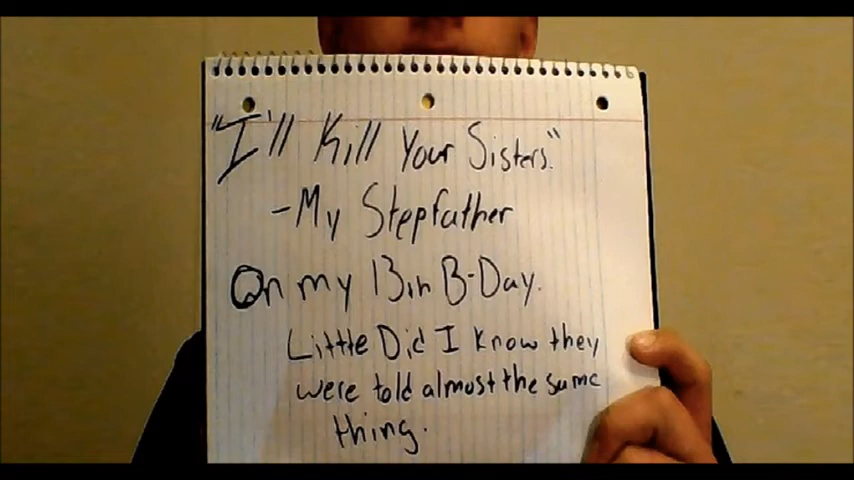 "I'll Kill Your Sisters."
-My Stepfather
On my 13th B-Day.
Little Did I know they
were told almost the same
thing.